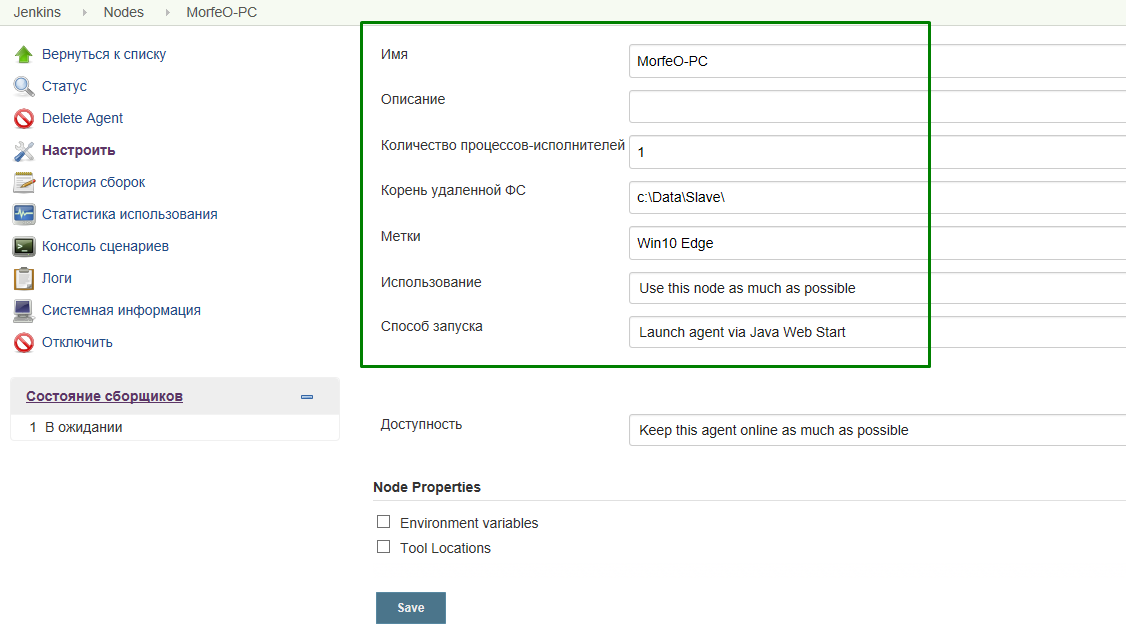 Jenkins Nodes MorfeO-PC
Вернуться к списку
Статус
Delete Agent
Настроить
История сборок
Статистика использования
Консоль сценариев
Логи
Системная информация
Отключить
Состояние сборщиков
1 В ожидании
Имя MorfeO-PC
Описание
Количество процессов-исполнителей 1
Корень удаленной ФС c:\Data\Slave\
Метки Win10 Edge
Использование Use this node as much as possible
Способ запуска Launch agent via Java Web Start
Доступность Keep this agent online as much as possible
Node Properties
Environment variables
Tool Locations
Save